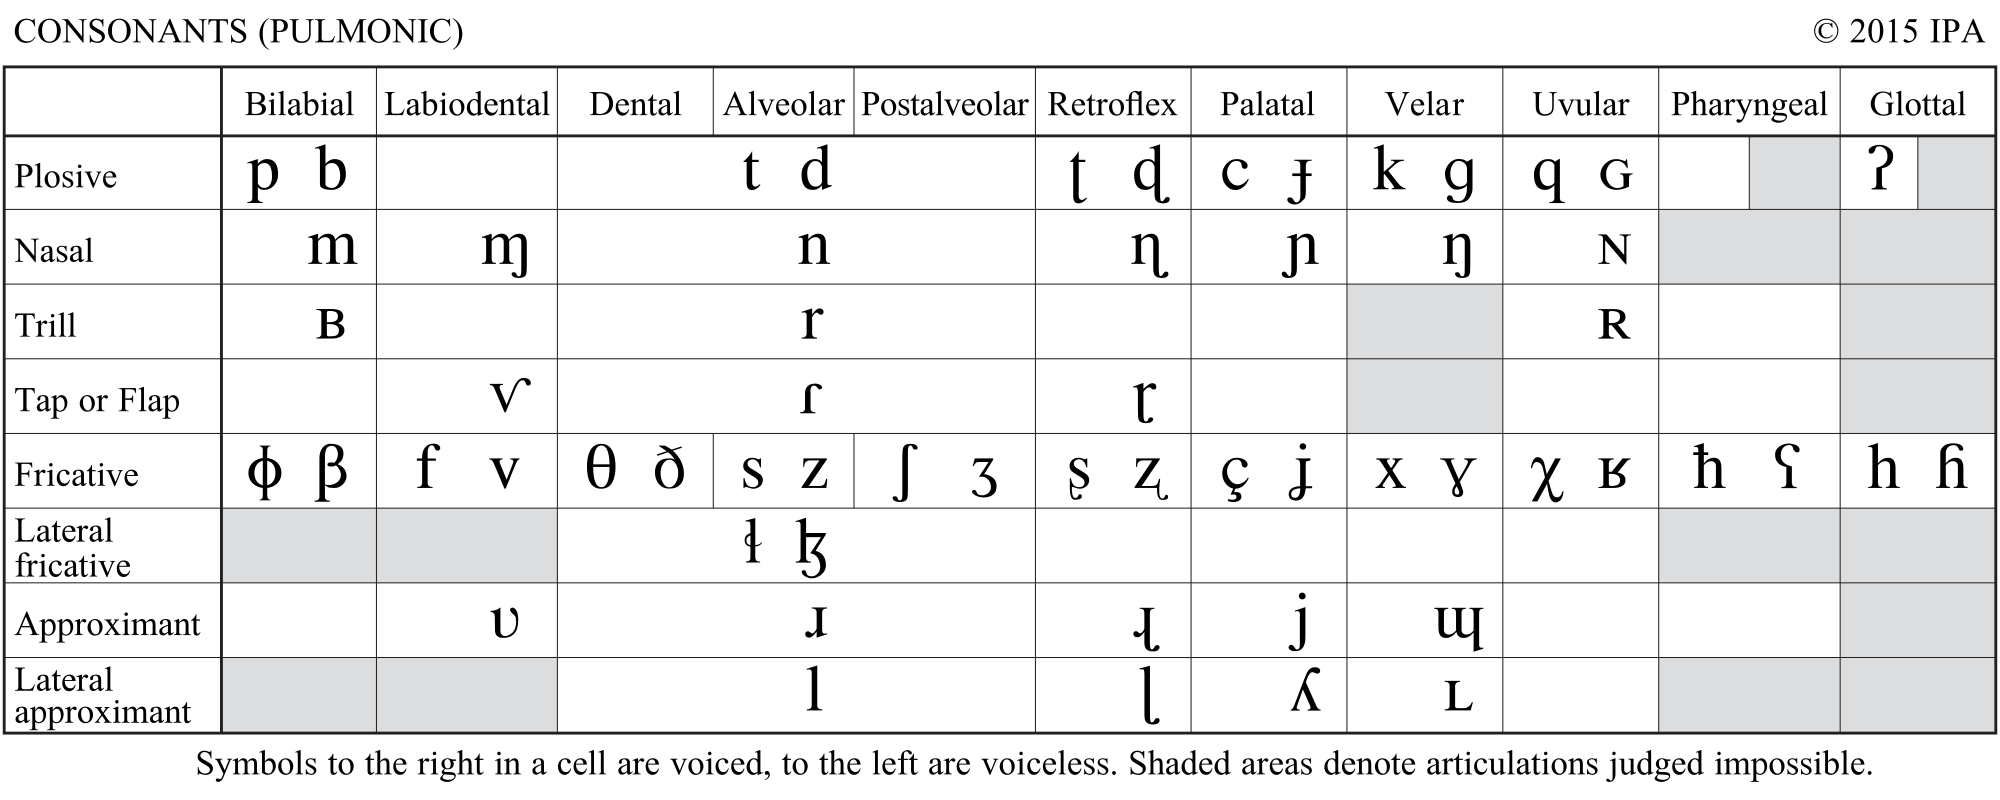 CONSONANTS (PULMONIC) © 2015 IPA
Bilabial Labiodental Dental Alveolar Postalveolar Retroflex Palatal Velar Uvular Pharyngeal Glottal
Plosive p b t d ʈ ɖ c ɟ k ɡ q ɢ ʔ
Nasal m ɱ n ɳ ɲ ŋ ɴ
Trill ʙ r ʀ
Tap or Flap ⱱ ɾ ɽ
Fricative ɸ β f v θ ð s z ʃ ʒ ʂ ʐ ç ʝ x ɣ χ ʁ ħ ʕ h ɦ
Lateral
fricative ɬ ɮ
Approximant ʋ ɹ ɻ j ɰ
Lateral
approximant l ɭ ʎ ʟ
Symbols to the right in a cell are voiced, to the left are voiceless. Shaded areas denote articulations judged impossible.